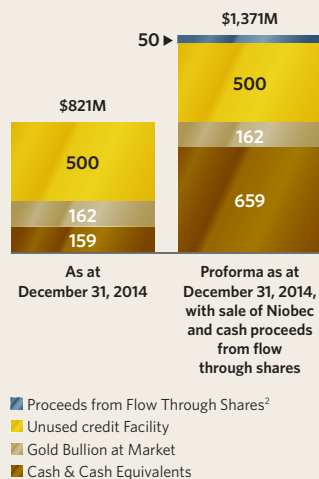 $1,371M
50
$821M
500
162
159
500
162
659
As at
December 31, 2014
Proforma as at
December 31, 2014,
with sale of Niobec
and cash proceeds
from flow
through shares
Proceeds from Flow Through Shares2
Unused credit Facility
Gold Bullion at Market
Cash & Cash Equivalents